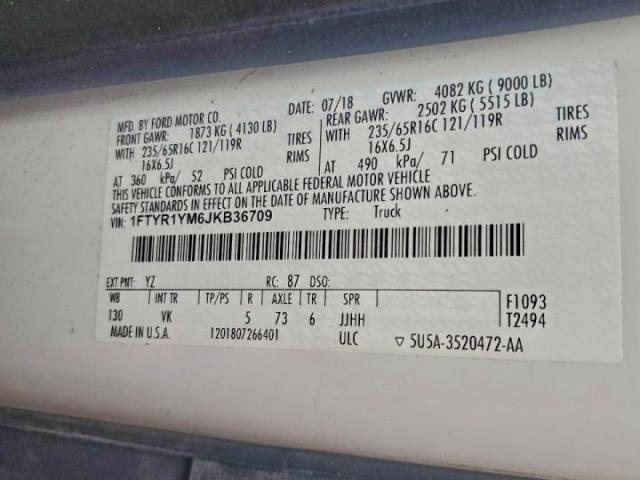 MFD. BY FORD MOTOR CO. DATE: 07/18 GVWR: 4082 KG ( 9000 LB)
FRONT GAWR: 1873 KG ( 4130 LB) REAR GAWR: 2502 KG ( 5515 LB)
WITH 235/65R16C 121/119R TIRES WITH 235/65R16C 121/119R TIRES
16X6.5J RIMS 16X6.5J RIMS
AT 360 kPa/ 52 PSI COLD AT 490 kPa/ 71 PSI COLD
THIS VEHICLE CONFORMS TO ALL APPLICABLE FEDERAL MOTOR VEHICLE
SAFETY STANDARDS IN EFFECT ON THE DATE OF MANUFACTURE SHOWN ABOVE.
VIN: 1FTYR1YM6JKB36709 TYPE: Truck
EXT PNT: YZ RC: 87 DSO:
WB INT TR TP/PS R AXLE TR SPR F1093
130 VK 5 73 6 JJHH T2494
MADE IN U.S.A. 1201807266401 ULC ▽ 5U5A-3520472-AA